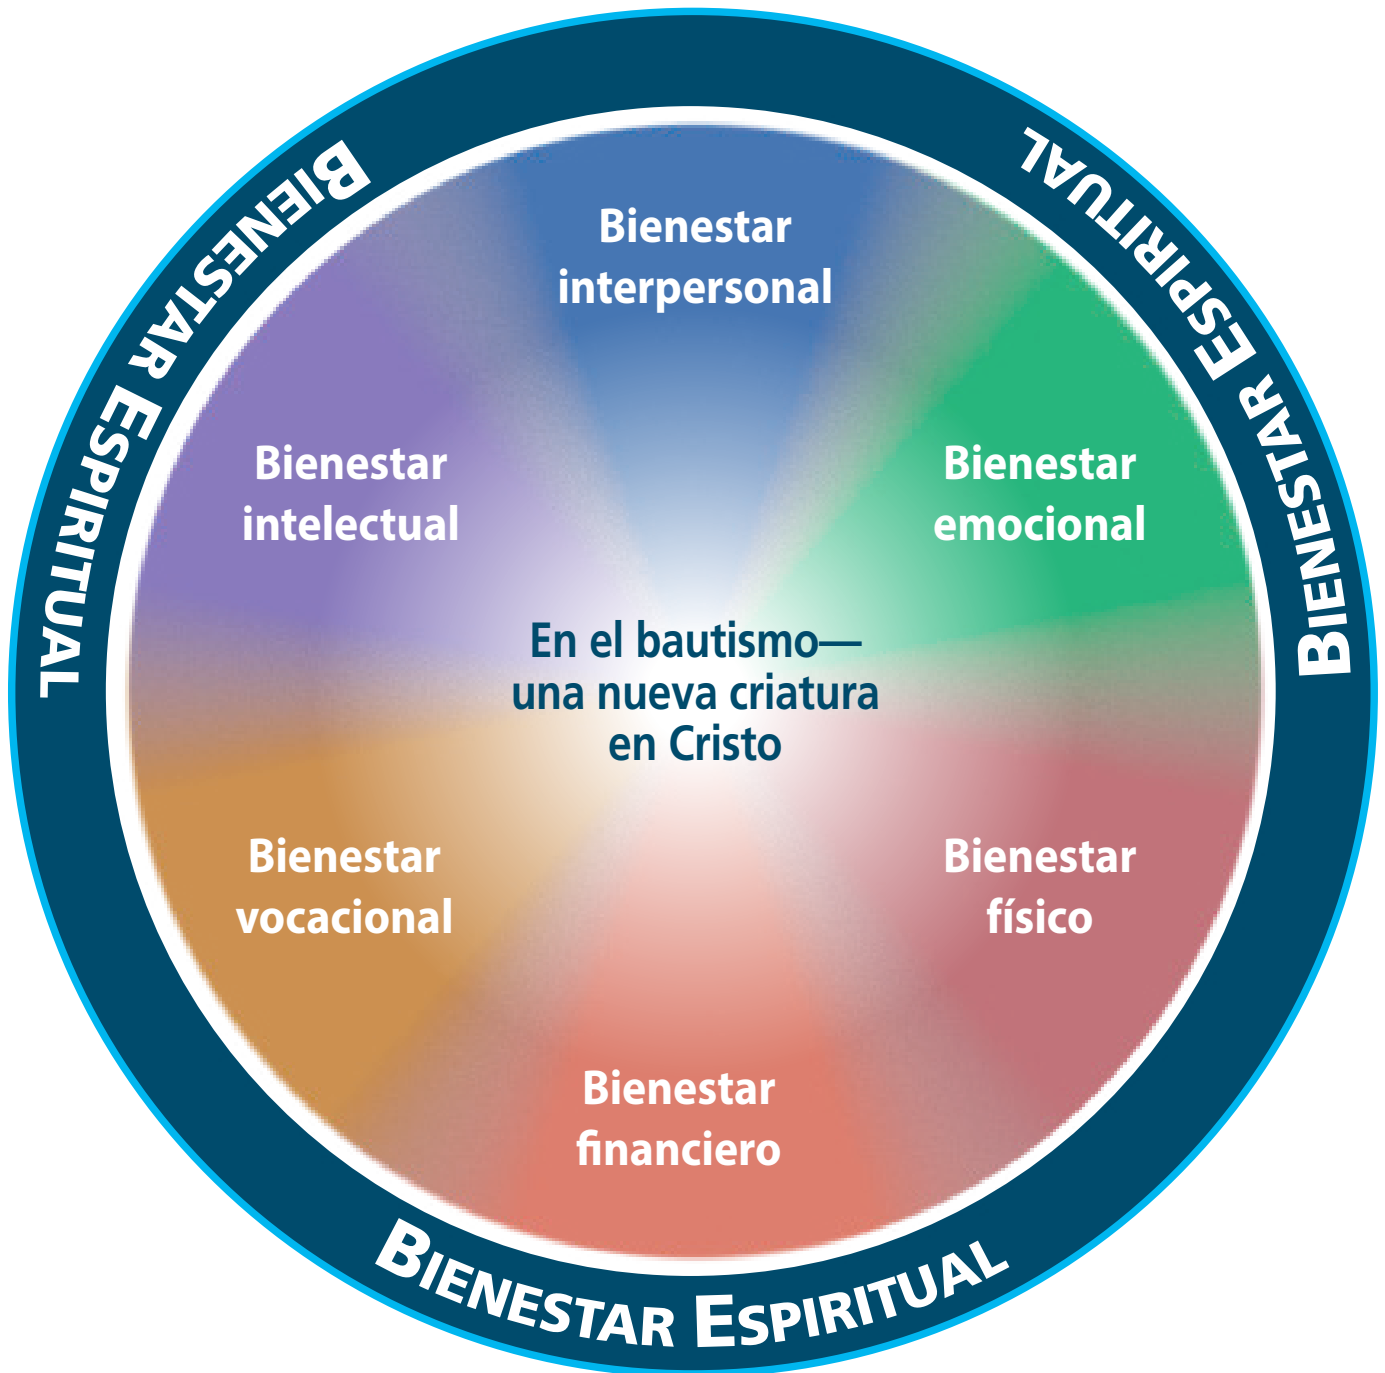 BIENESTAR ESPIRITUAL
BIENESTAR ESPIRITUAL
Bienestar
interpersonal
Bienestar
intelectual
Bienestar
emocional
En el bautismo—
una nueva criatura
en Cristo
Bienestar
vocacional
Bienestar
físico
Bienestar
financiero
BIENESTAR ESPIRITUAL